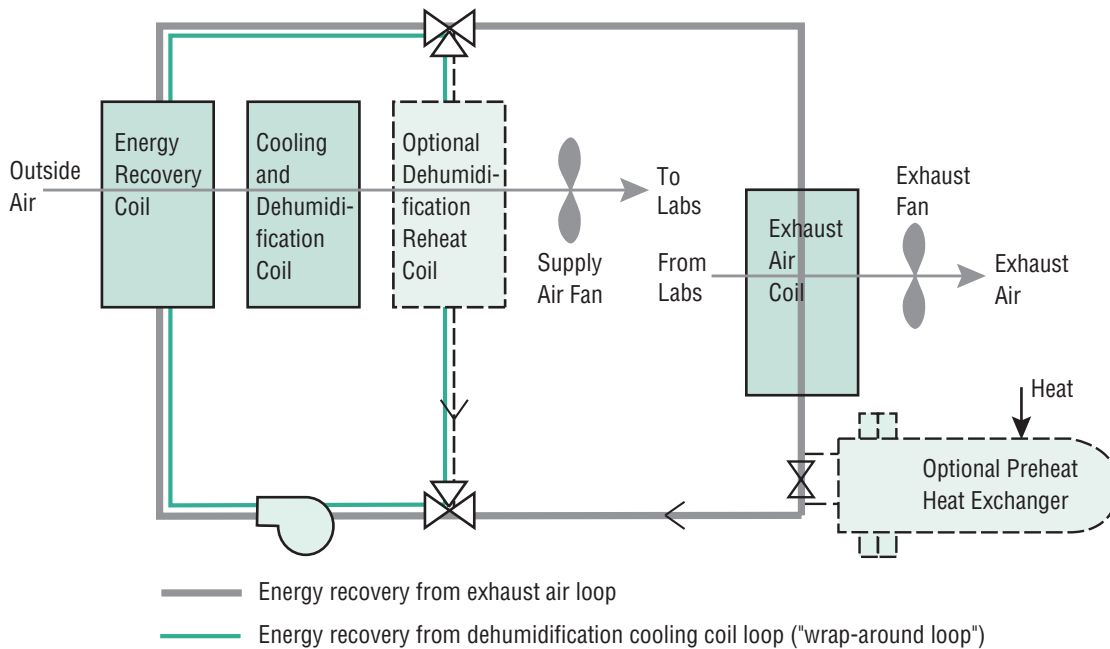 Outside
Air
Energy
Recovery
Coil
Cooling
and
Dehumidi-
fication
Coil
Optional
Dehumidi-
fication
Reheat
Coil
Supply
Air Fan
To
Labs
From
Labs
Exhaust
Air
Coil
Exhaust
Fan
Exhaust
Air
Heat
Optional Preheat
Heat Exchanger
Energy recovery from exhaust air loop
Energy recovery from dehumidification cooling coil loop ("wrap-around loop")